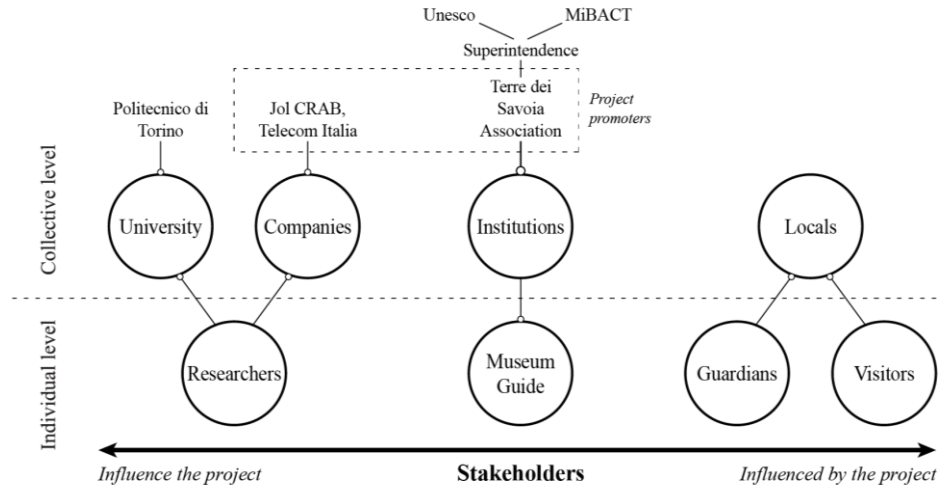 Unesco
MiBACT
Superintendence
Politecnico di
Torino
Jol CRAB,
Telecom Italia
Terre dei
Savoia
Association
Project
promoters
Collective level
University
Companies
Institutions
Locals
Individual level
Researchers
Museum
Guide
Guardians
Visitors
Influence the project
Stakeholders
Influenced by the project